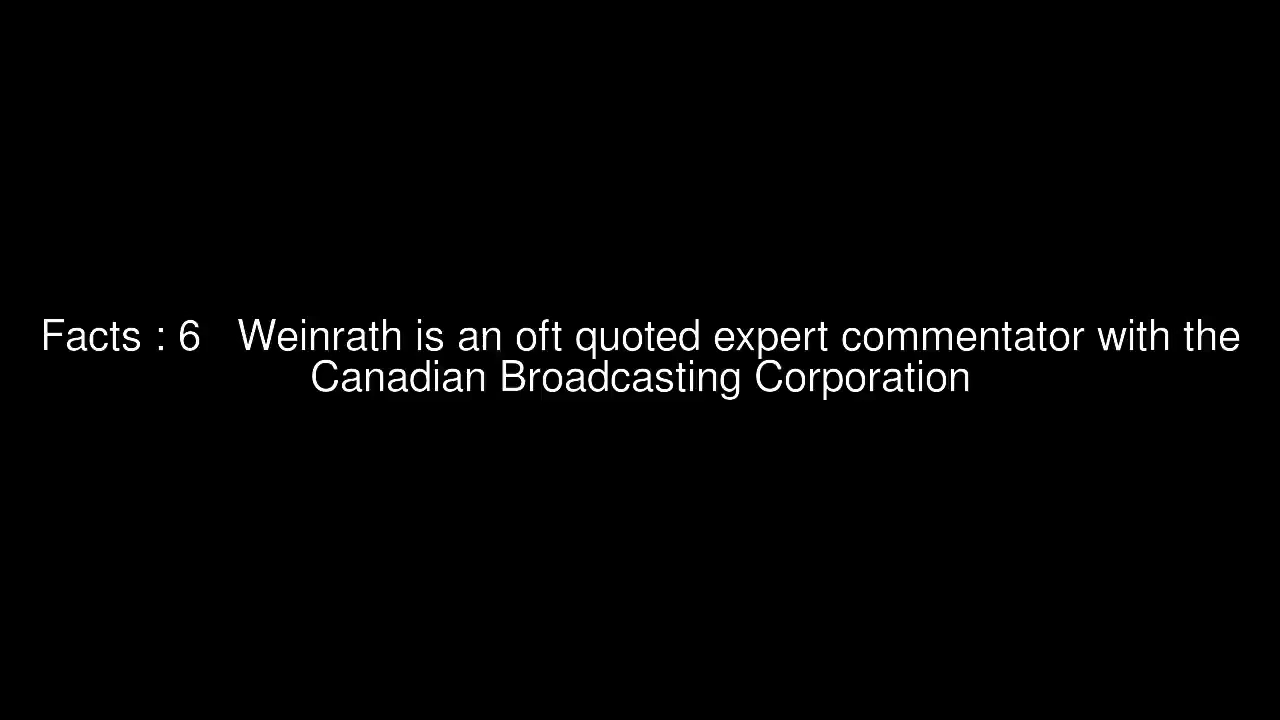 Facts : 6   Weinrath is an oft quoted expert commentator with the
Canadian Broadcasting Corporation